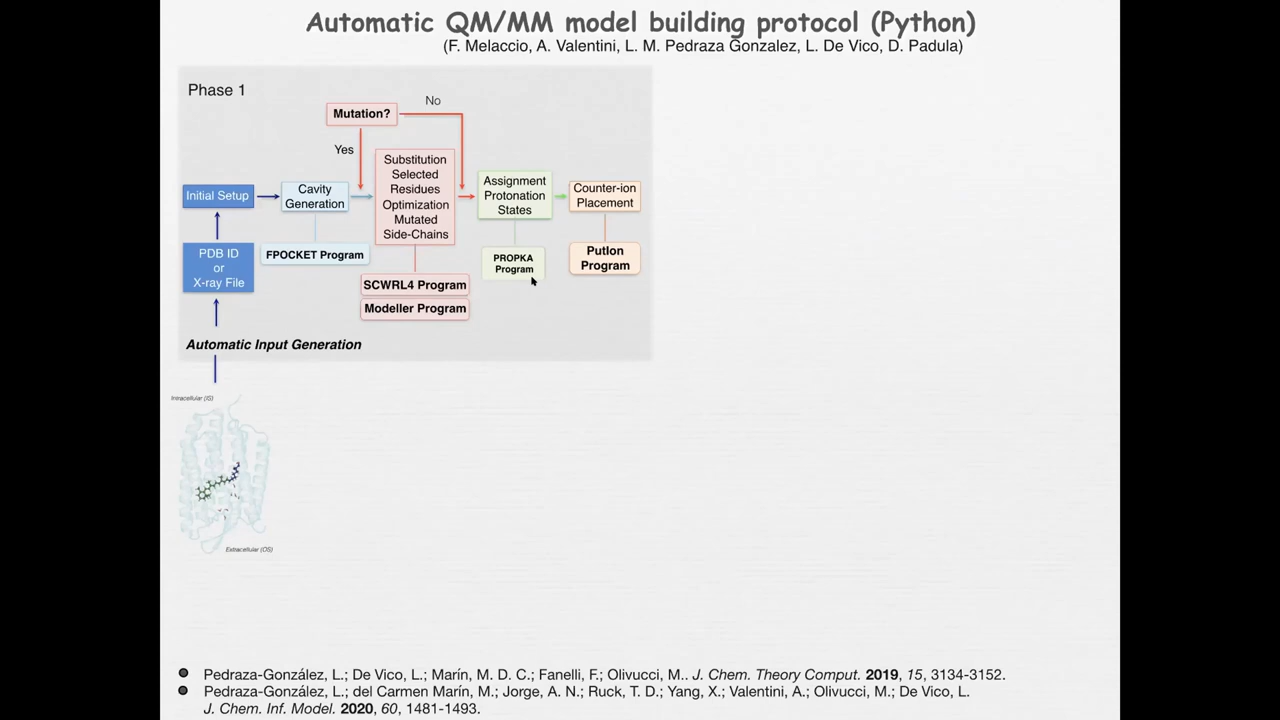 Automatic QM/MM model building protocol (Python)
(F. Melaccio, A. Valentini, L. M. Pedraza Gonzalez, L. De Vico, D. Padula)
Phase 1
No
Mutation?
Yes
Initial Setup
Cavity
Generation
Substitution
Selected
Residues
Optimization
Mutated
Side-Chains
Assignment
Protonation
States
Counter-ion
Placement
PDB ID
or
X-ray File
FPOCKET Program
SCWRL4 Program
Modeller Program
PROPKA
Program
PutIon
Program
Automatic Input Generation
Intracellular (IS)
Extracellular (OS)
Pedraza-González, L.; De Vico, L.; Marín, M. D. C.; Fanelli, F.; Olivucci, M.. J. Chem. Theory Comput. 2019, 15, 3134-3152.
Pedraza-González, L.; del Carmen Marín, M.; Jorge, A. N.; Ruck, T. D.; Yang, X.; Valentini, A.; Olivucci, M.; De Vico, L.
J. Chem. Inf. Model. 2020, 60, 1481-1493.